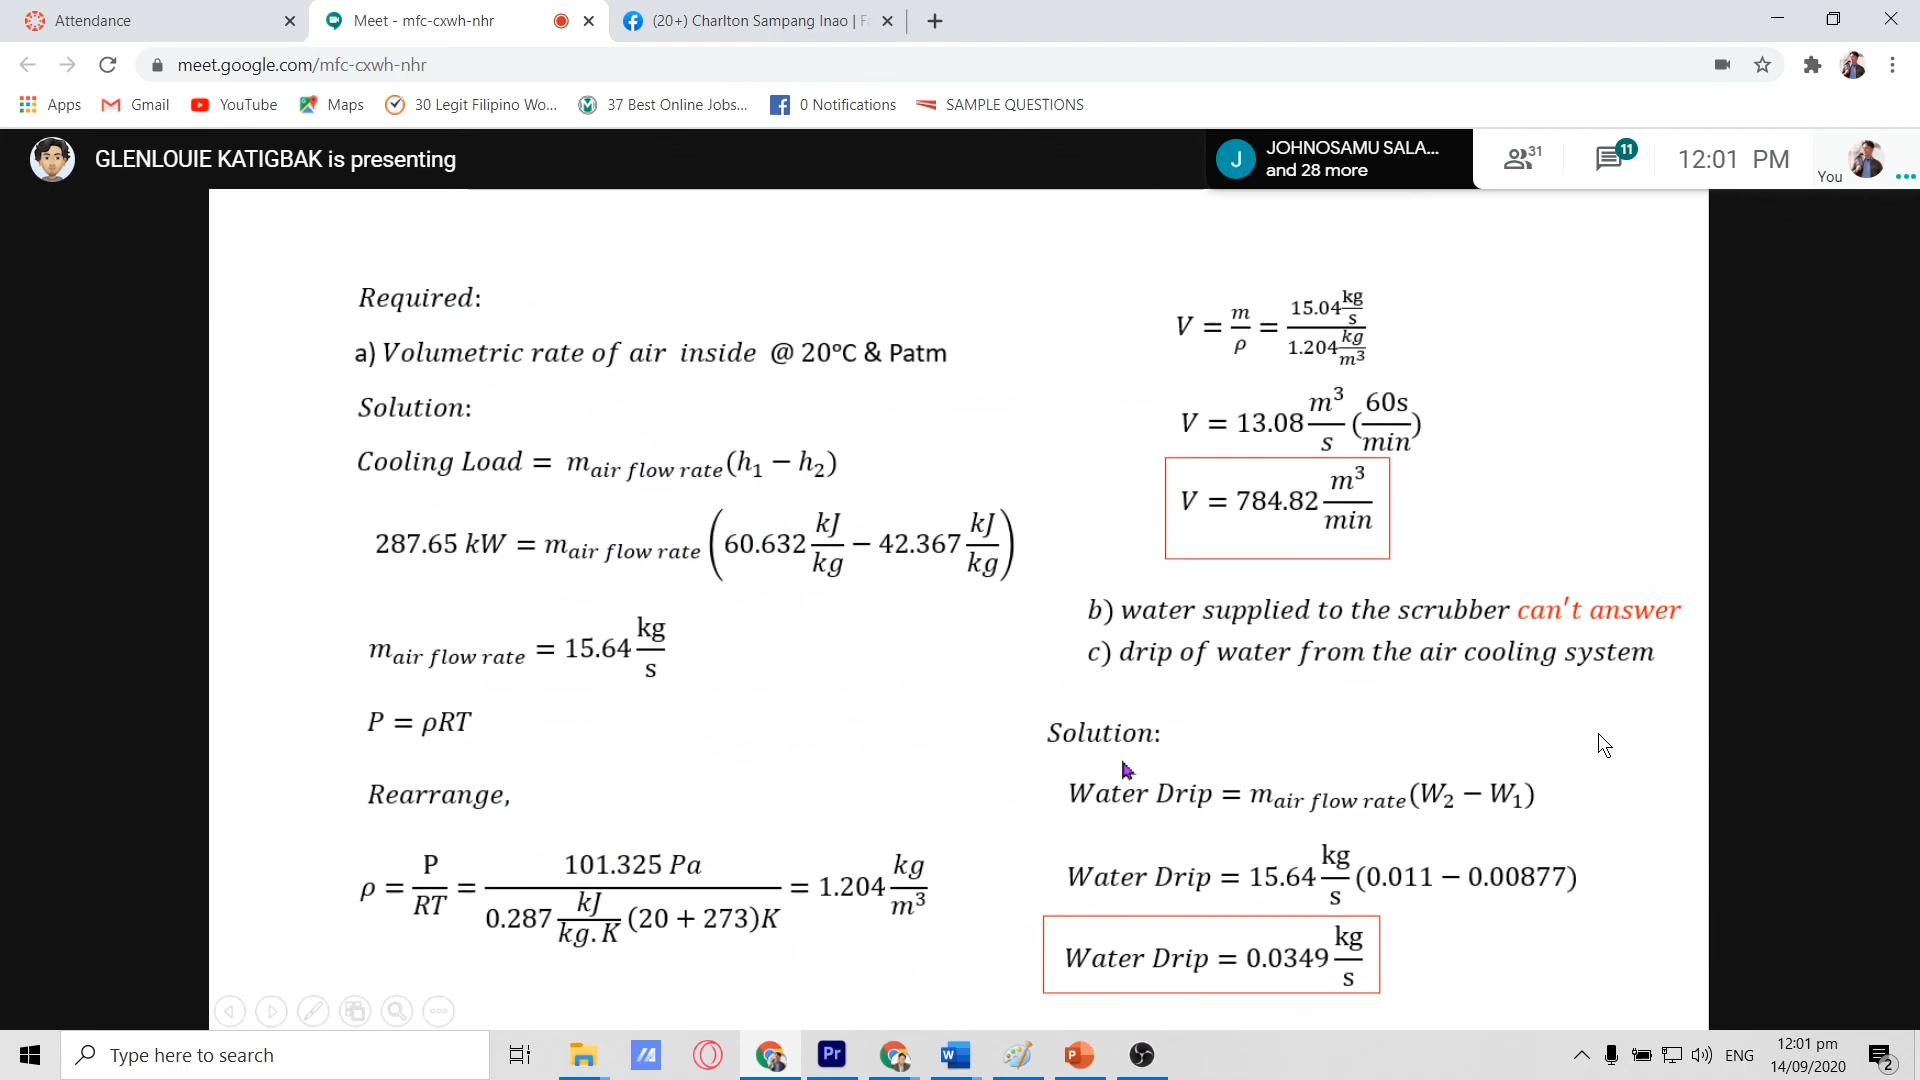 Attendance
Meet - mfc-cxwh-nhr
(20+) Charlton Sampang Inao | F
meet.google.com/mfc-cxwh-nhr
Apps
Gmail
YouTube
Maps
30 Legit Filipino Wo...
37 Best Online Jobs...
0 Notifications
SAMPLE QUESTIONS
GLENLOUIE KATIGBAK is presenting
J
JOHNOSAMU SALA...
and 28 more
31
11
12:01 PM
You
Required:
a) Volumetric rate of air inside @ 20°C & Patm
Solution:
Cooling Load = m_air flow rate(h₁ − h₂)
287.65 kW = m_air flow rate (60.632 kJ/kg − 42.367 kJ/kg)
m_air flow rate = 15.64 kg/s
P = ρRT
Rearrange,
ρ = P/RT = 101.325 Pa / 0.287 kJ/kg.K (20 + 273)K = 1.204 kg/m³
V = m/ρ = 15.04 kg/s / 1.204 kg/m³
V = 13.08 m³/s (60s/min)
V = 784.82 m³/min
b) water supplied to the scrubber can't answer
c) drip of water from the air cooling system
Solution:
Water Drip = m_air flow rate(W₂ − W₁)
Water Drip = 15.64 kg/s (0.011 − 0.00877)
Water Drip = 0.0349 kg/s
Type here to search
Pr
W
P
ENG
12:01 pm
14/09/2020
2